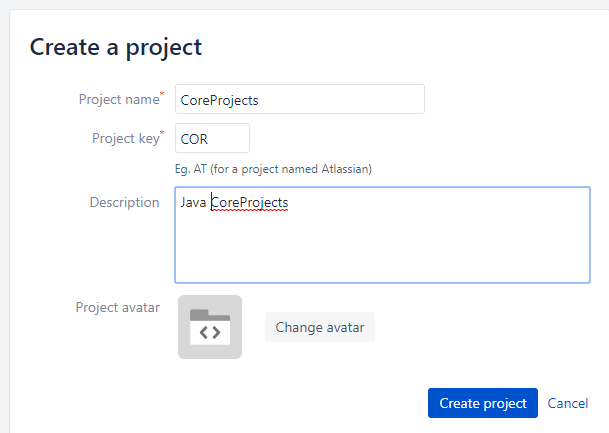 Create a project
Project name* CoreProjects
Project key* COR
Eg. AT (for a project named Atlassian)
Description Java CoreProjects
Project avatar Change avatar
Create project Cancel